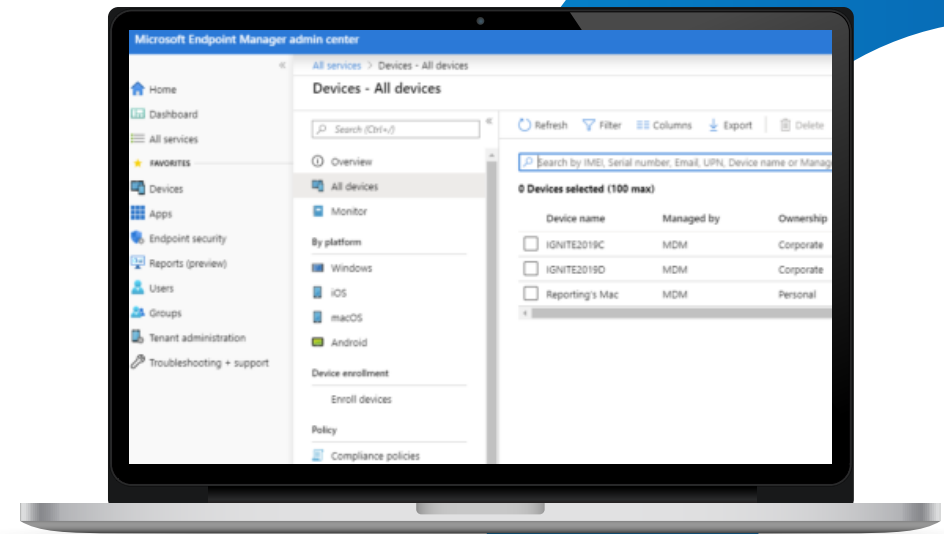 Microsoft Endpoint Manager admin center
«
Home
Dashboard
All services
FAVORITES
Devices
Apps
Endpoint security
Reports (preview)
Users
Groups
Tenant administration
Troubleshooting + support
All services > Devices - All devices
Devices - All devices
Search (Ctrl+/)
«
Overview
All devices
Monitor
By platform
Windows
iOS
macOS
Android
Device enrollment
Enroll devices
Policy
Compliance policies
Refresh Filter Columns Export Delete
Search by IMEI, Serial number, Email, UPN, Device name or Manag
0 Devices selected (100 max)
Device name Managed by Ownership
IGNITE2019C MDM Corporate
IGNITE2019D MDM Corporate
Reporting's Mac MDM Personal